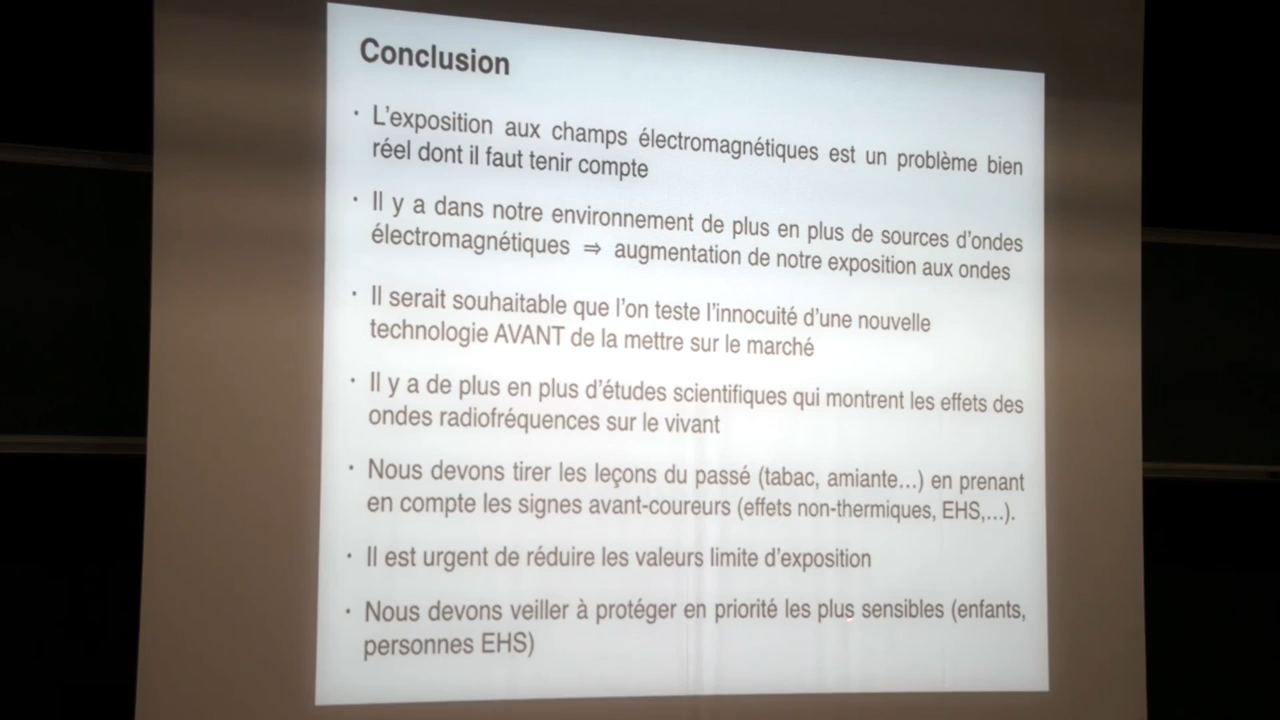 Conclusion
· L'exposition aux champs électromagnétiques est un problème bien
réel dont il faut tenir compte
· Il y a dans notre environnement de plus en plus de sources d'ondes
électromagnétiques ⇒ augmentation de notre exposition aux ondes
· Il serait souhaitable que l'on teste l'innocuité d'une nouvelle
technologie AVANT de la mettre sur le marché
· Il y a de plus en plus d'études scientifiques qui montrent les effets des
ondes radiofréquences sur le vivant
· Nous devons tirer les leçons du passé (tabac, amiante...) en prenant
en compte les signes avant-coureurs (effets non-thermiques, EHS,...).
· Il est urgent de réduire les valeurs limite d'exposition
· Nous devons veiller à protéger en priorité les plus sensibles (enfants,
personnes EHS)